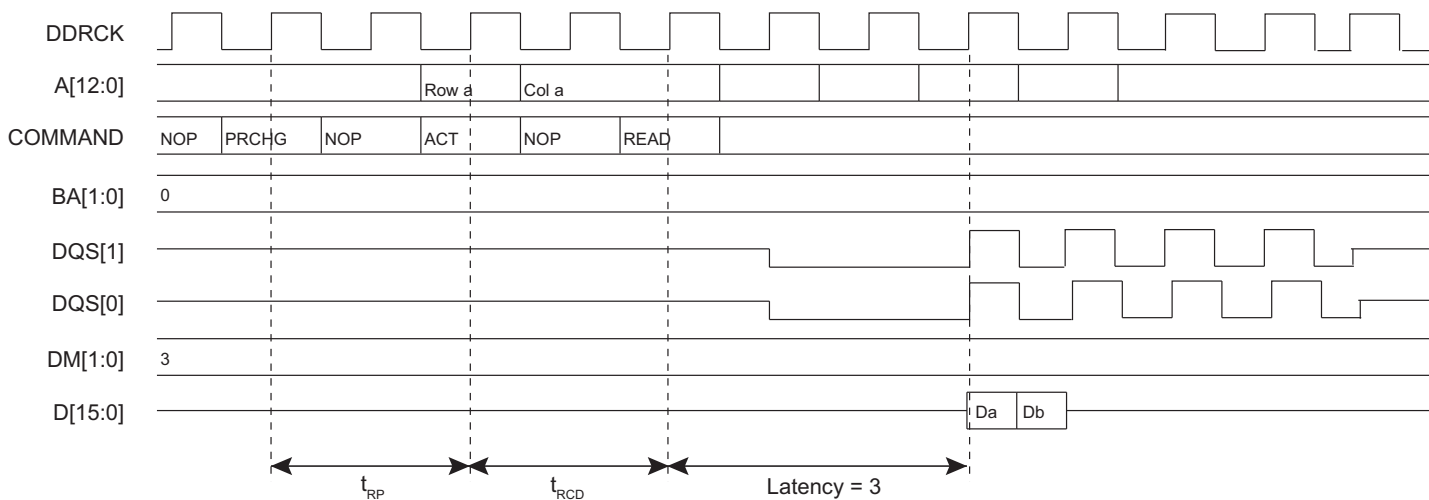 DDRCK
A[12:0] Row a Col a
COMMAND NOP PRCHG NOP ACT NOP READ
BA[1:0] 0
DQS[1]
DQS[0]
DM[1:0] 3
D[15:0] Da Db
tRP tRCD Latency = 3